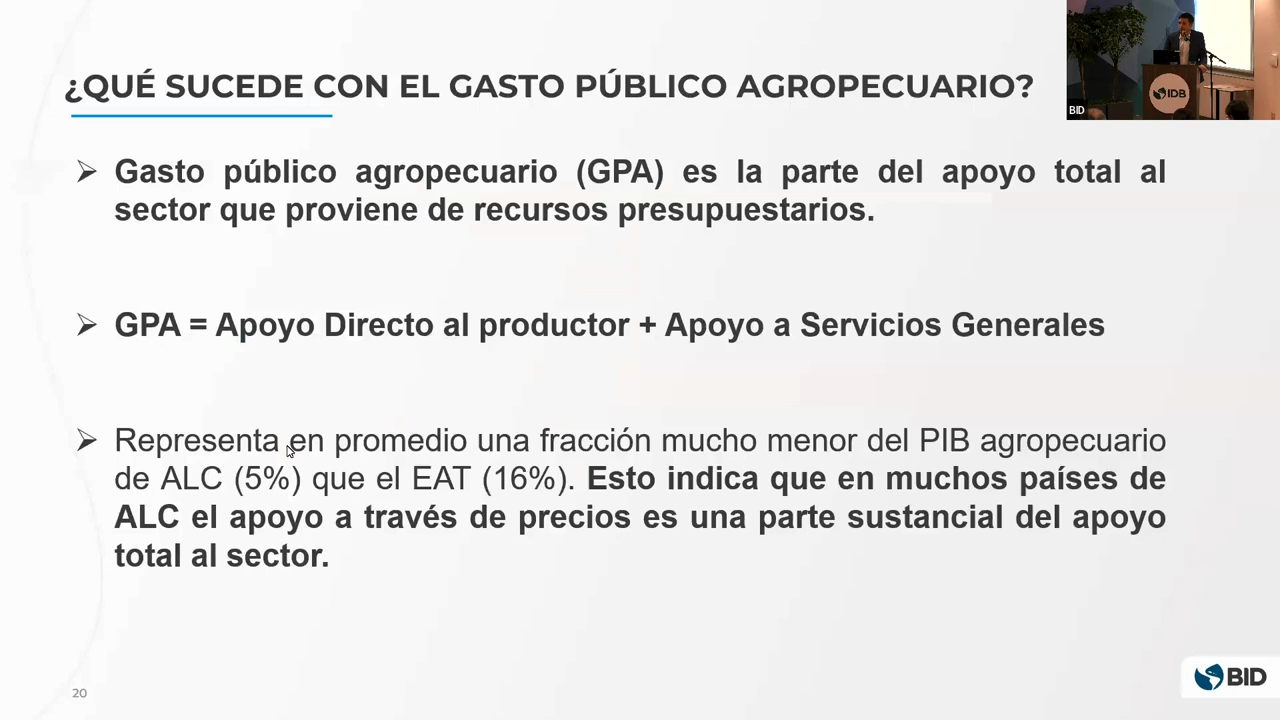 ¿QUÉ SUCEDE CON EL GASTO PÚBLICO AGROPECUARIO?
IDB
BID
Gasto público agropecuario (GPA) es la parte del apoyo total al
sector que proviene de recursos presupuestarios.
GPA = Apoyo Directo al productor + Apoyo a Servicios Generales
Representa en promedio una fracción mucho menor del PIB agropecuario
de ALC (5%) que el EAT (16%). Esto indica que en muchos países de
ALC el apoyo a través de precios es una parte sustancial del apoyo
total al sector.
20
BID